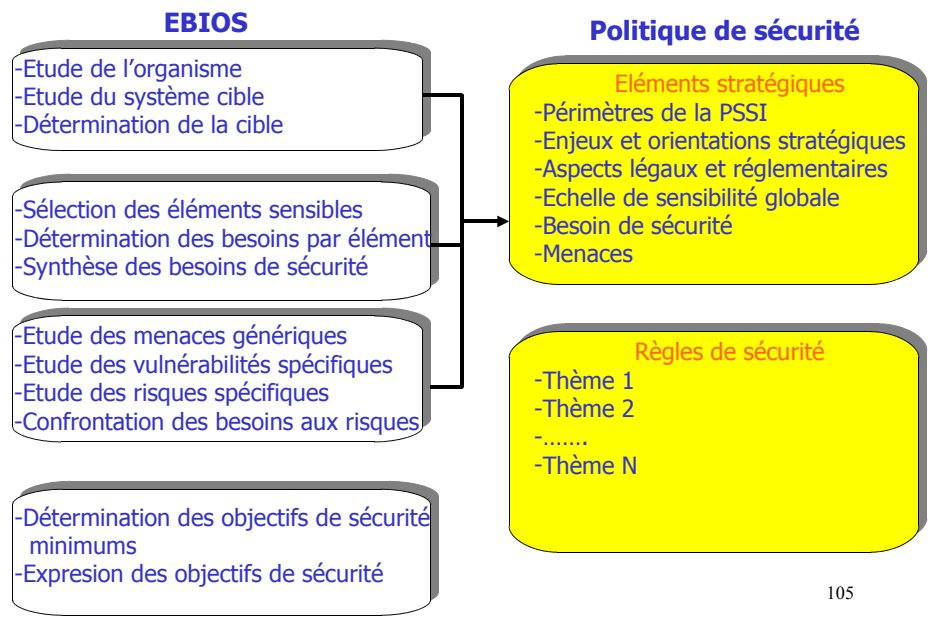 EBIOS
-Etude de l'organisme
-Etude du système cible
-Détermination de la cible
-Sélection des éléments sensibles
-Détermination des besoins par élément
-Synthèse des besoins de sécurité
-Etude des menaces génériques
-Etude des vulnérabilités spécifiques
-Etude des risques spécifiques
-Confrontation des besoins aux risques
-Détermination des objectifs de sécurité
minimums
-Expresion des objectifs de sécurité
Politique de sécurité
Eléments stratégiques
-Périmètres de la PSSI
-Enjeux et orientations stratégiques
-Aspects légaux et réglementaires
-Echelle de sensibilité globale
-Besoin de sécurité
-Menaces
Règles de sécurité
-Thème 1
-Thème 2
-…….
-Thème N
105